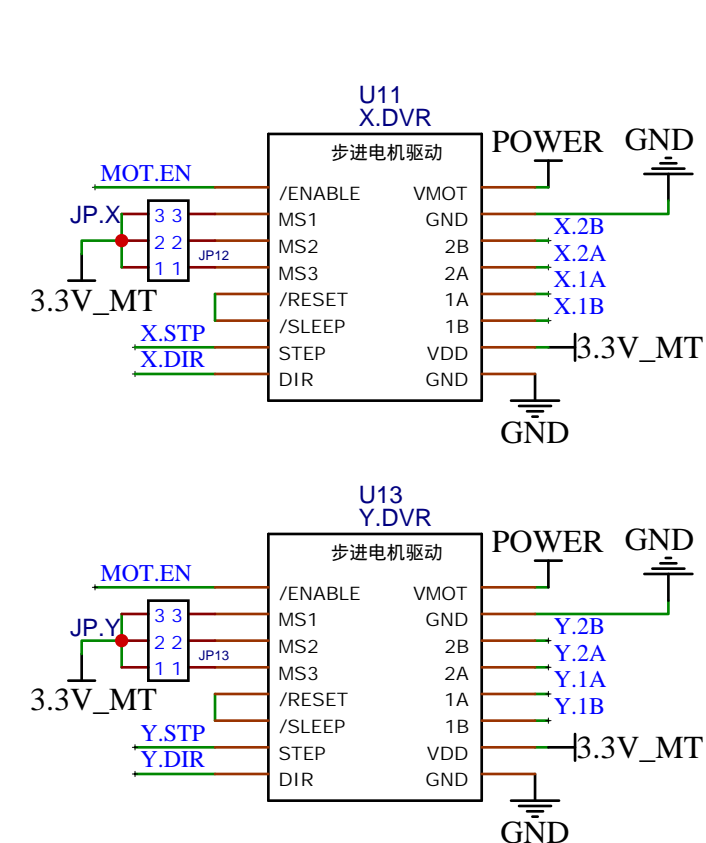 U11
X.DVR
步进电机驱动
POWER GND
MOT.EN
/ENABLE VMOT
JP.X 3 3 MS1 GND
X.2B
2 2 MS2 2B
JP12 X.2A
1 1 MS3 2A
3.3V_MT /RESET 1A X.1A
X.1B
/SLEEP 1B
X.STP
STEP VDD 3.3V_MT
X.DIR
DIR GND
GND
U13
Y.DVR
步进电机驱动
POWER GND
MOT.EN
/ENABLE VMOT
JP.Y 3 3 MS1 GND
Y.2B
2 2 MS2 2B
JP13 Y.2A
1 1 MS3 2A
3.3V_MT /RESET 1A Y.1A
Y.1B
/SLEEP 1B
Y.STP
STEP VDD 3.3V_MT
Y.DIR
DIR GND
GND